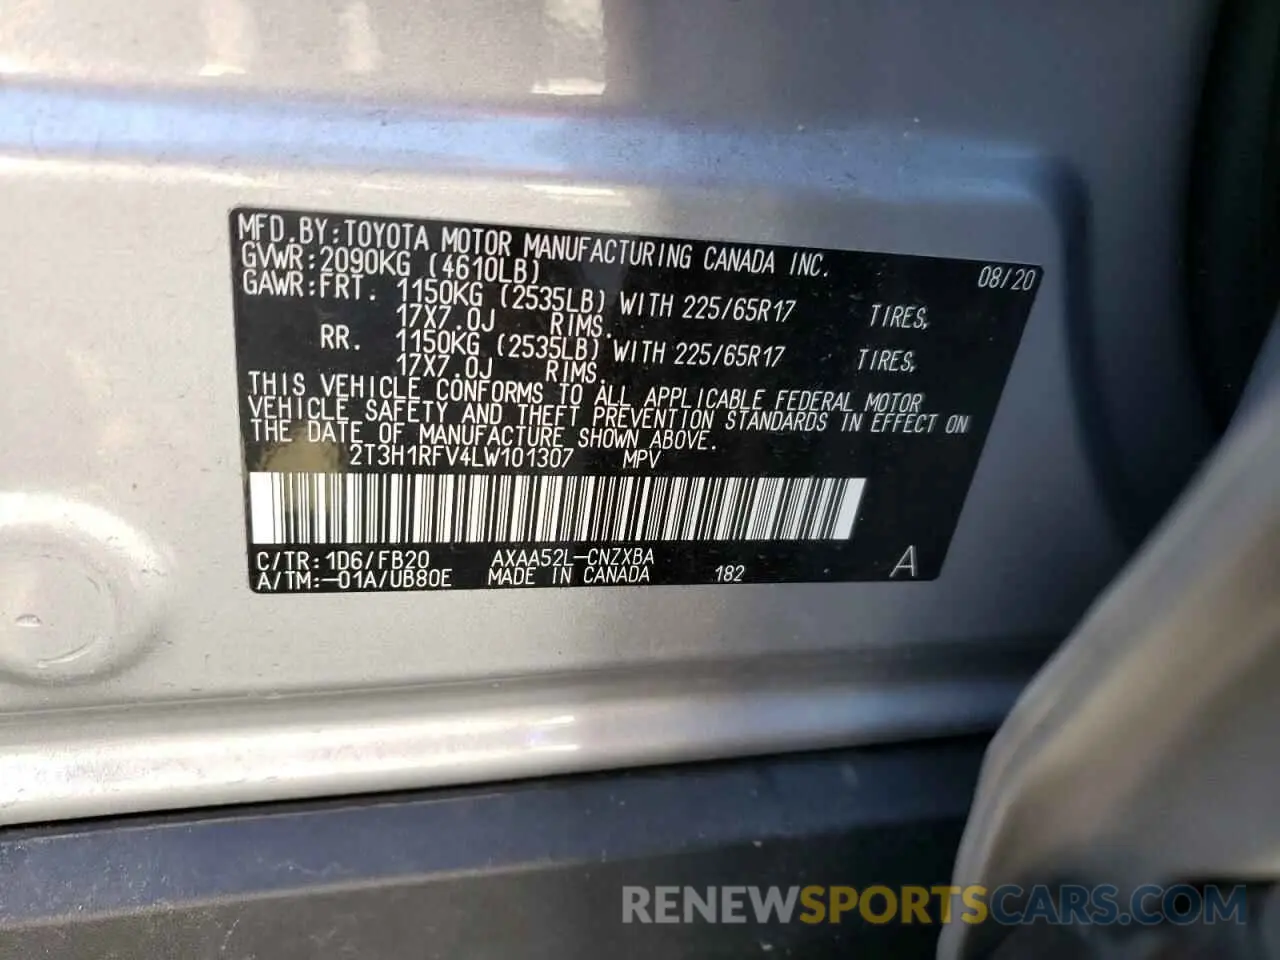 MFD.BY:TOYOTA MOTOR MANUFACTURING CANADA INC.
GVWR:2090KG (4610LB) 08/20
GAWR:FRT. 1150KG (2535LB) WITH 225/65R17 TIRES,
17X7.0J RIMS.
RR. 1150KG (2535LB) WITH 225/65R17 TIRES,
17X7.0J RIMS.
THIS VEHICLE CONFORMS TO ALL APPLICABLE FEDERAL MOTOR
VEHICLE SAFETY AND THEFT PREVENTION STANDARDS IN EFFECT ON
THE DATE OF MANUFACTURE SHOWN ABOVE.
2T3H1RFV4LW101307 MPV
C/TR:1D6/FB20 AXAA52L-CNZXBA
A/TM:-01A/UB80E MADE IN CANADA 182 A
RENEWSPORTSCARS.COM